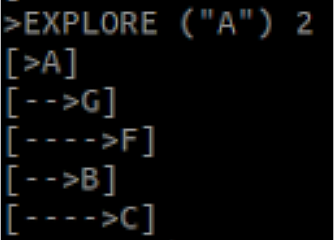 >EXPLORE ("A") 2
[>A]
[-->G]
[---->F]
[-->B]
[---->C]